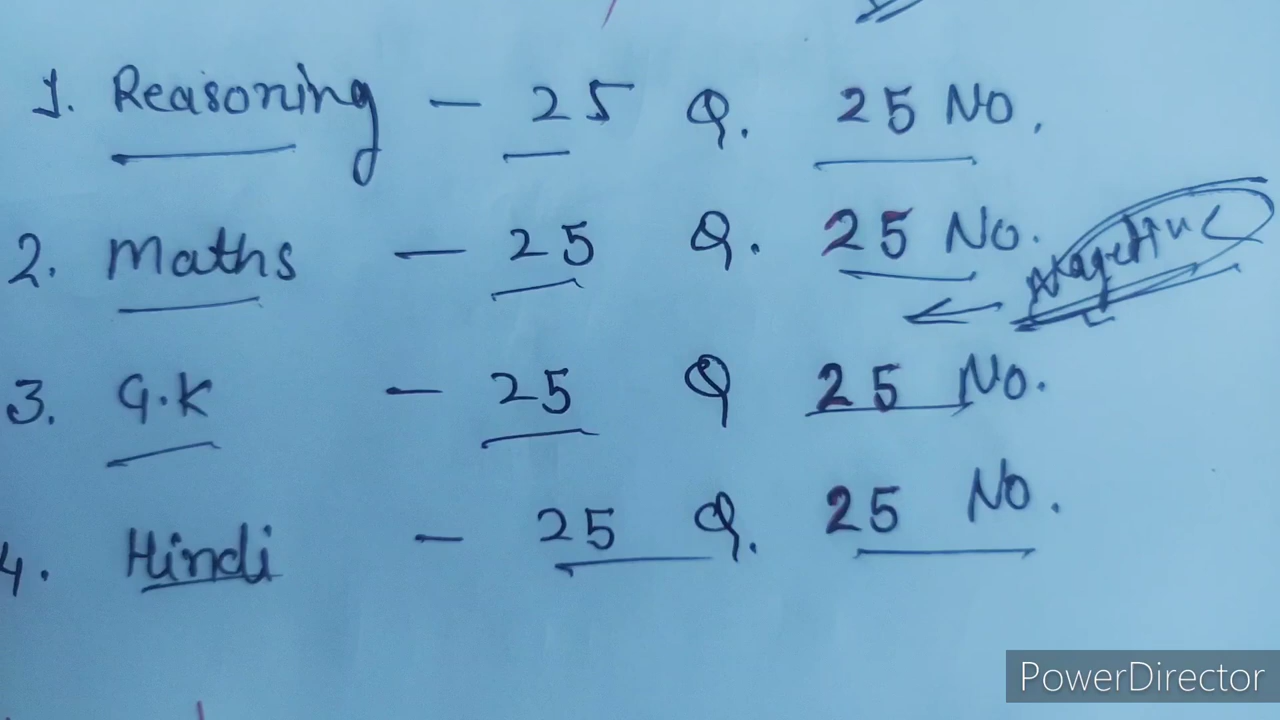 1. Reasoning - 25 Q. 25 No.
2. Maths - 25 Q. 25 No.
3. G.K - 25 Q 25 No.
4. Hindi - 25 Q. 25 No.
PowerDirector